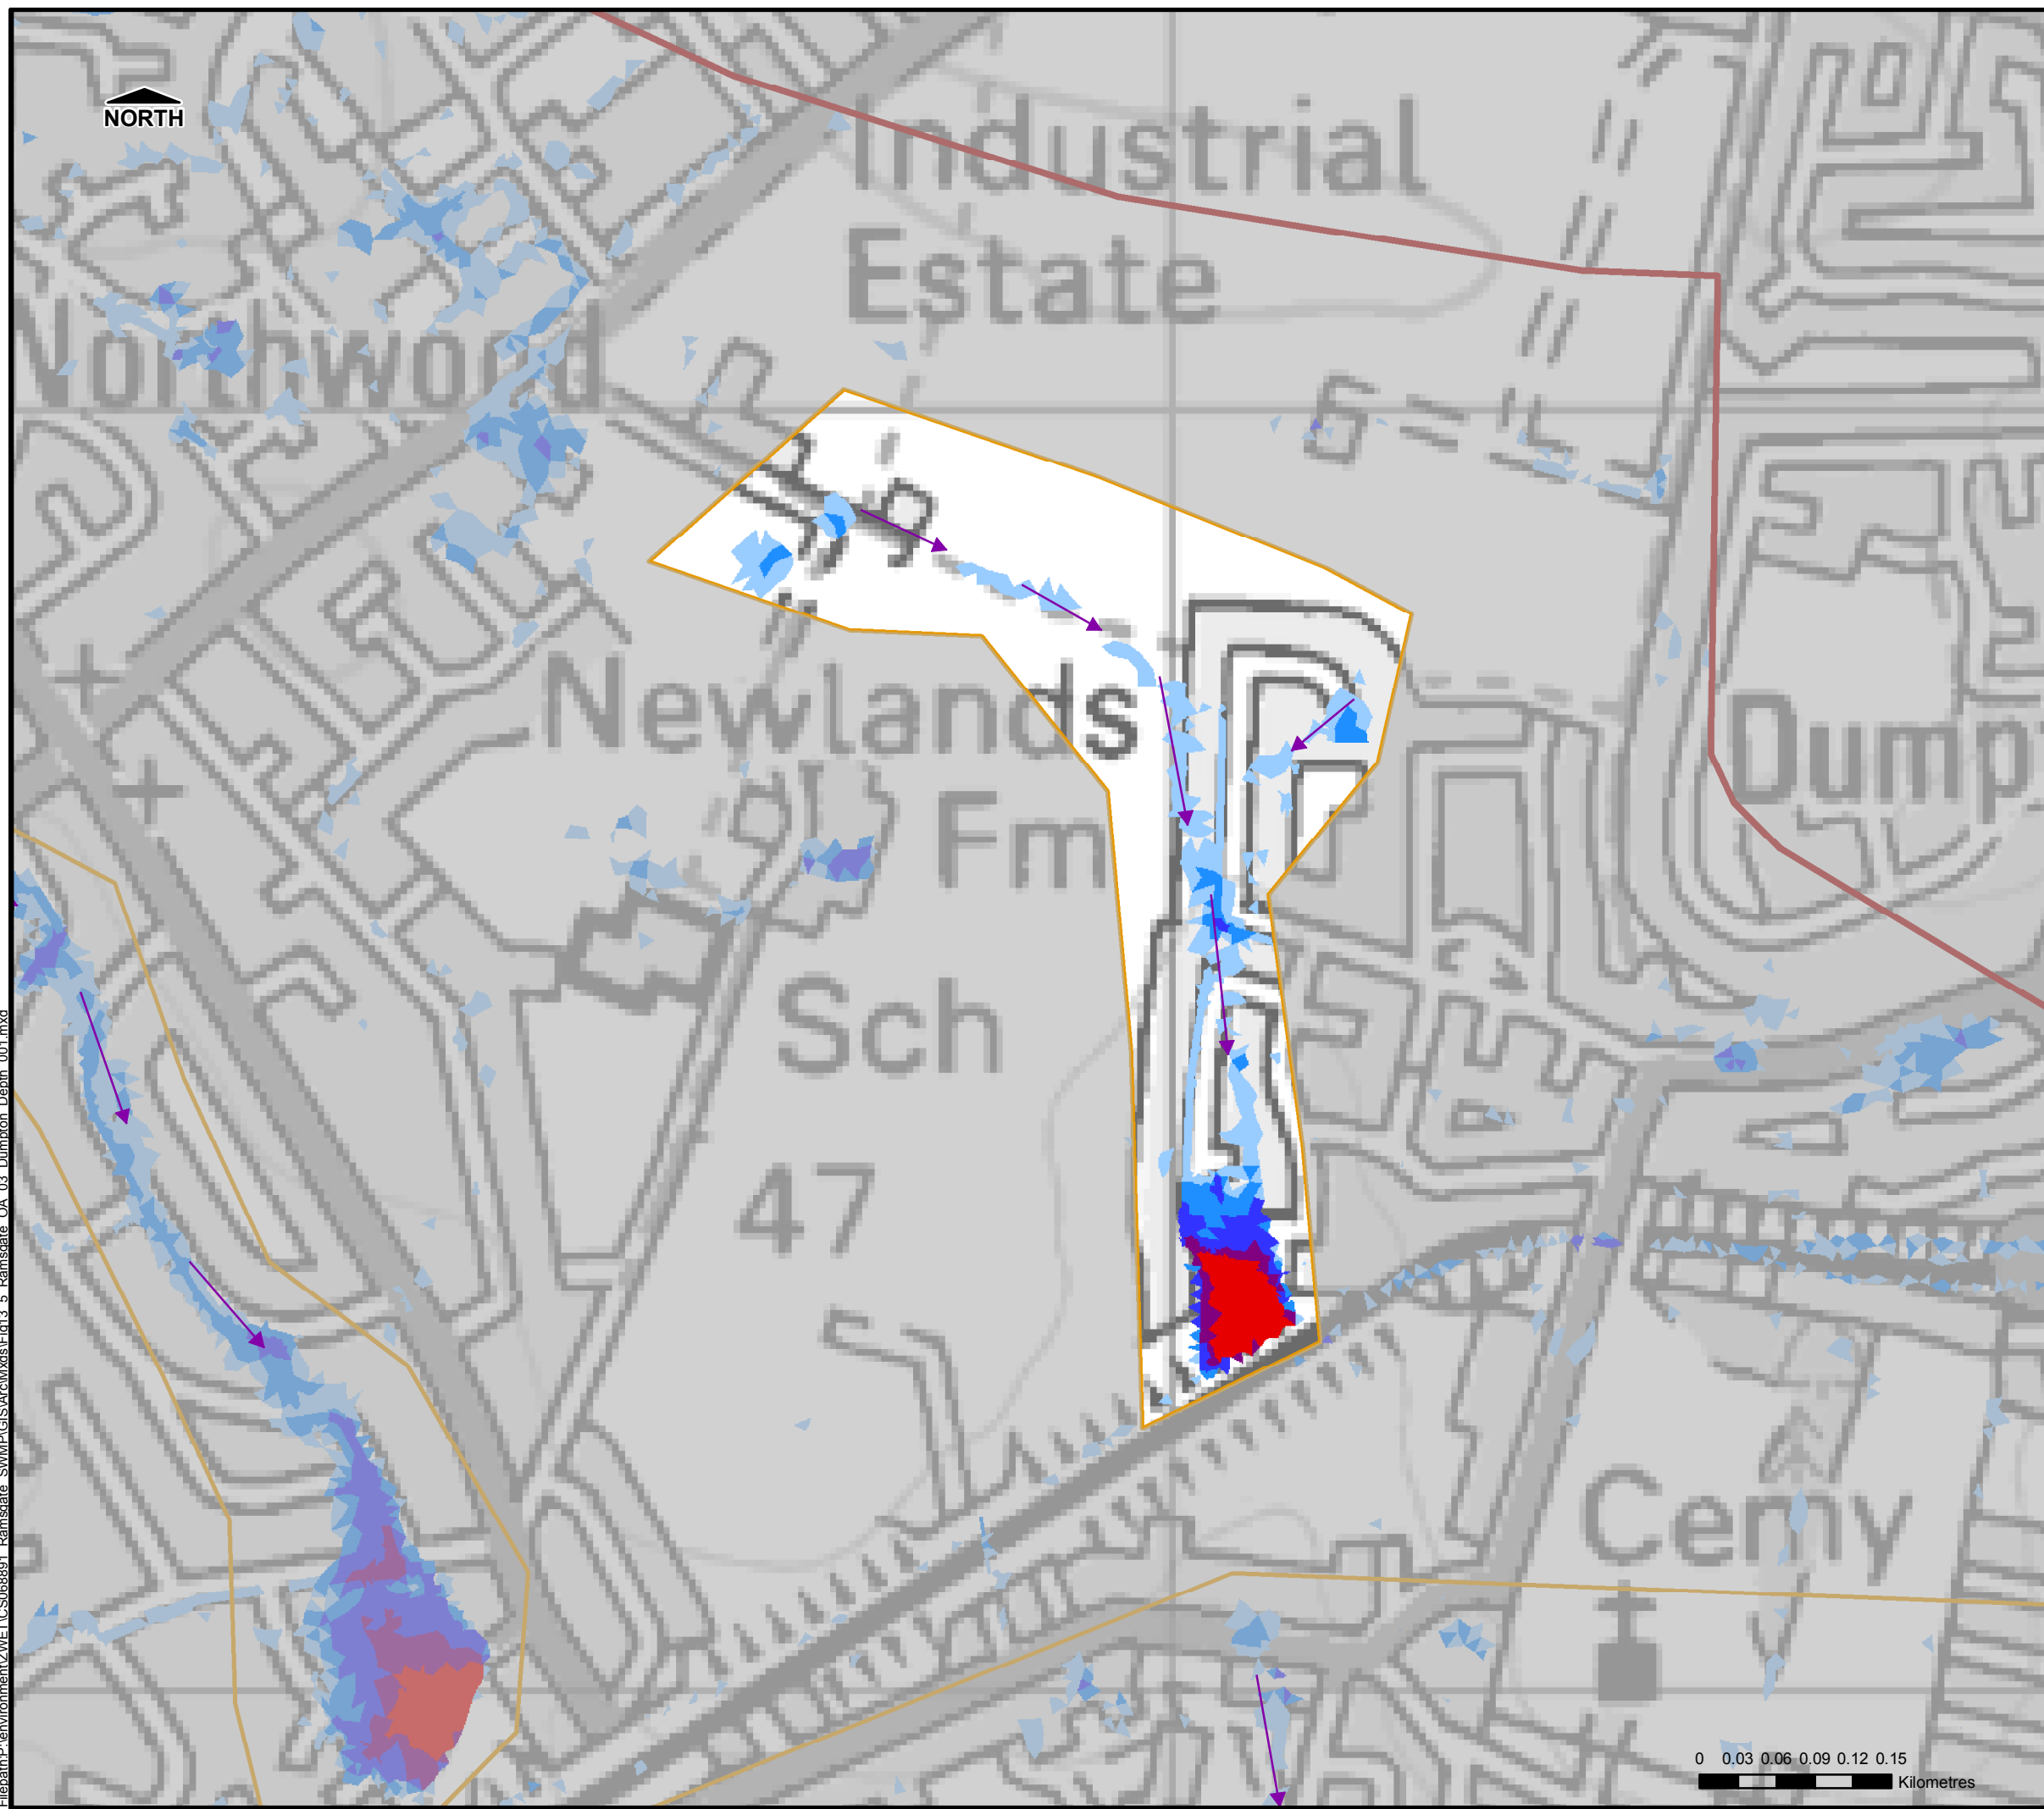 NORTH
Industrial
Estate
Northwood
Newlands
Fm
Dump
Sch
47
Cemy
0 0.03 0.06 0.09 0.12 0.15
Kilometres